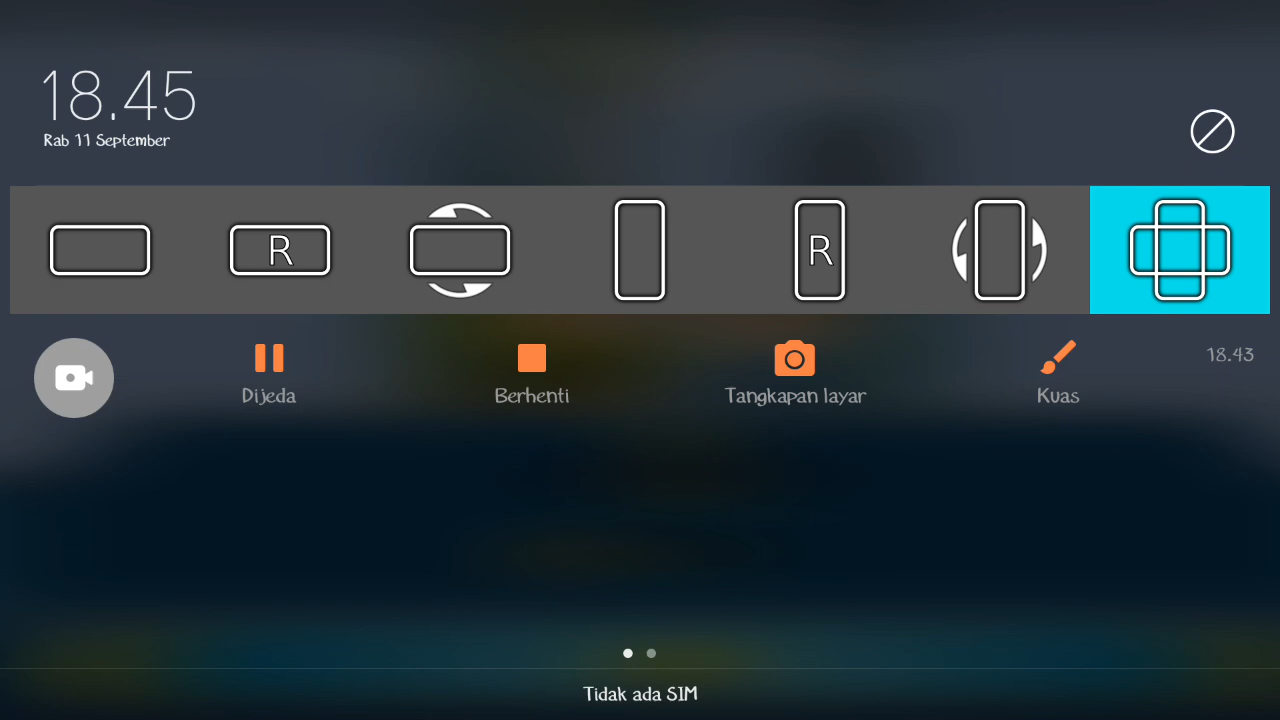 18.45
Rab 11 September
R
R
Dijeda
Berhenti
Tangkapan layar
Kuas
18.43
Tidak ada SIM